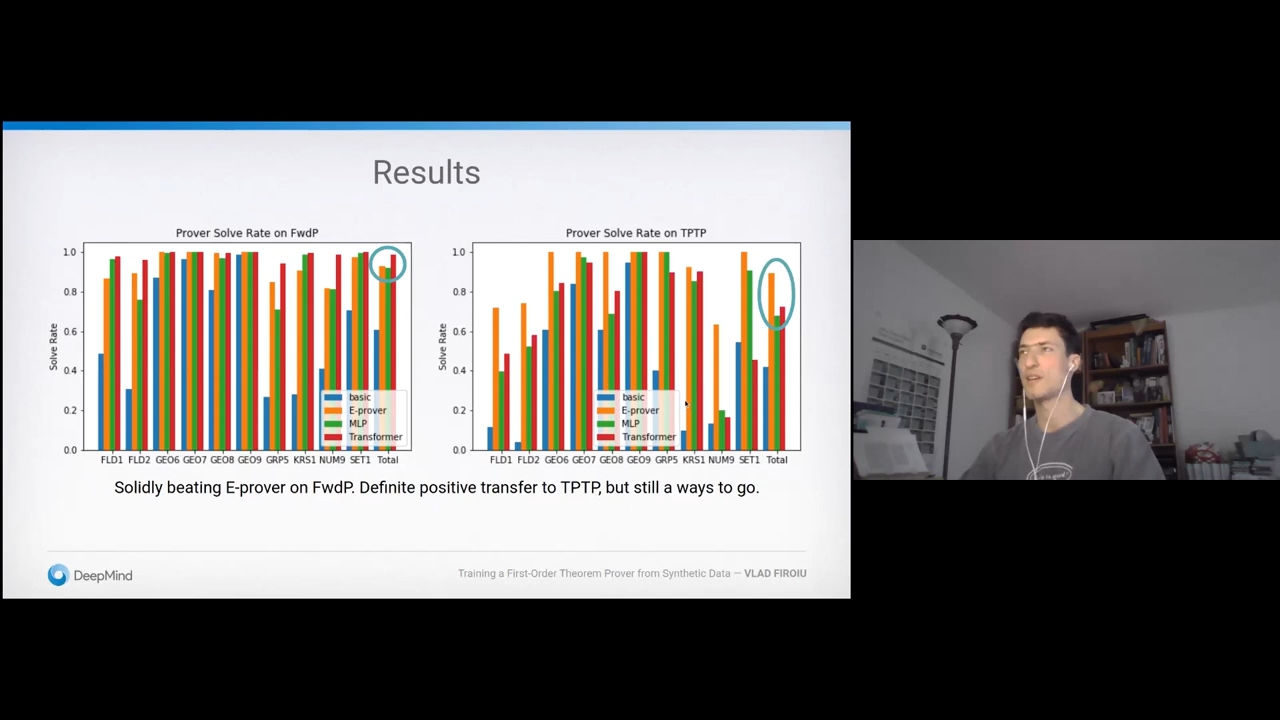 Results
Prover Solve Rate on FwdP
1.0
0.8
0.6
0.4
0.2
0.0
Solve Rate
basic
E-prover
MLP
Transformer
FLD1 FLD2 GEO6 GEO7 GEO8 GEO9 GRP5 KRS1 NUM9 SET1 Total
Prover Solve Rate on TPTP
1.0
0.8
0.6
0.4
0.2
0.0
Solve Rate
basic
E-prover
MLP
Transformer
FLD1 FLD2 GEO6 GEO7 GEO8 GEO9 GRP5 KRS1 NUM9 SET1 Total
Solidly beating E-prover on FwdP. Definite positive transfer to TPTP, but still a ways to go.
DeepMind
Training a First-Order Theorem Prover from Synthetic Data — VLAD FIROIU